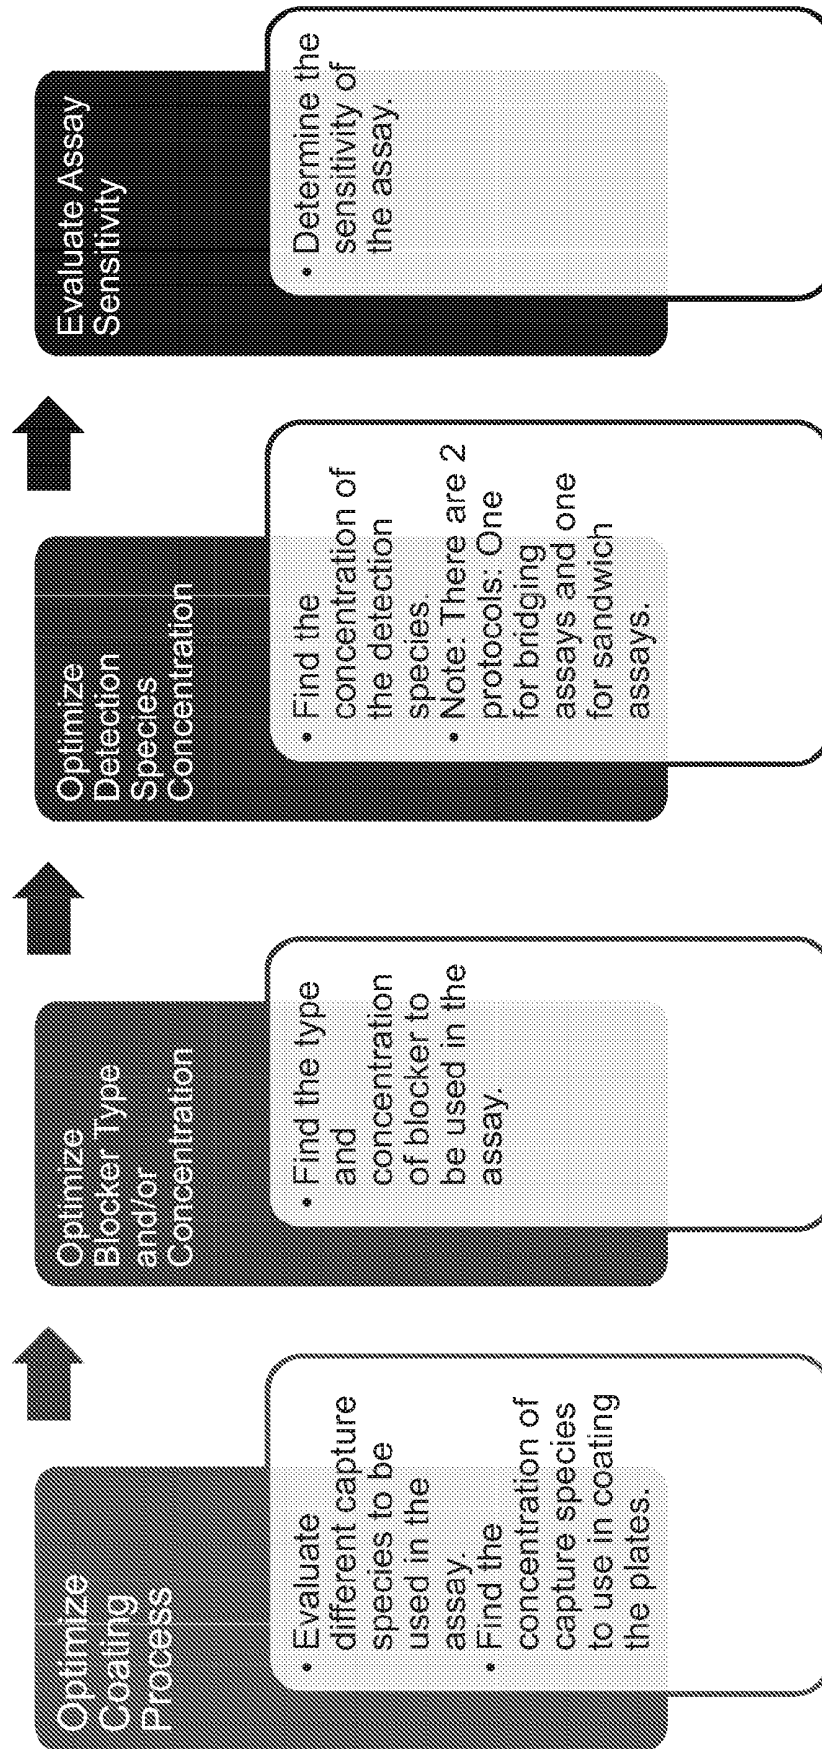 Optimize
Coating
Process
• Evaluate
different capture
species to be
used in the
assay.
• Find the
concentration of
capture species
to use in coating
the plates.
Optimize
Blocker Type
and/or
Concentration
• Find the type
and
concentration
of blocker to
be used in the
assay.
Optimize
Detection
Species
Concentration
• Find the
concentration of
the detection
species.
• Note: There are 2
protocols: One
for bridging
assays and one
for sandwich
assays.
Evaluate Assay
Sensitivity
• Determine the
sensitivity of
the assay.